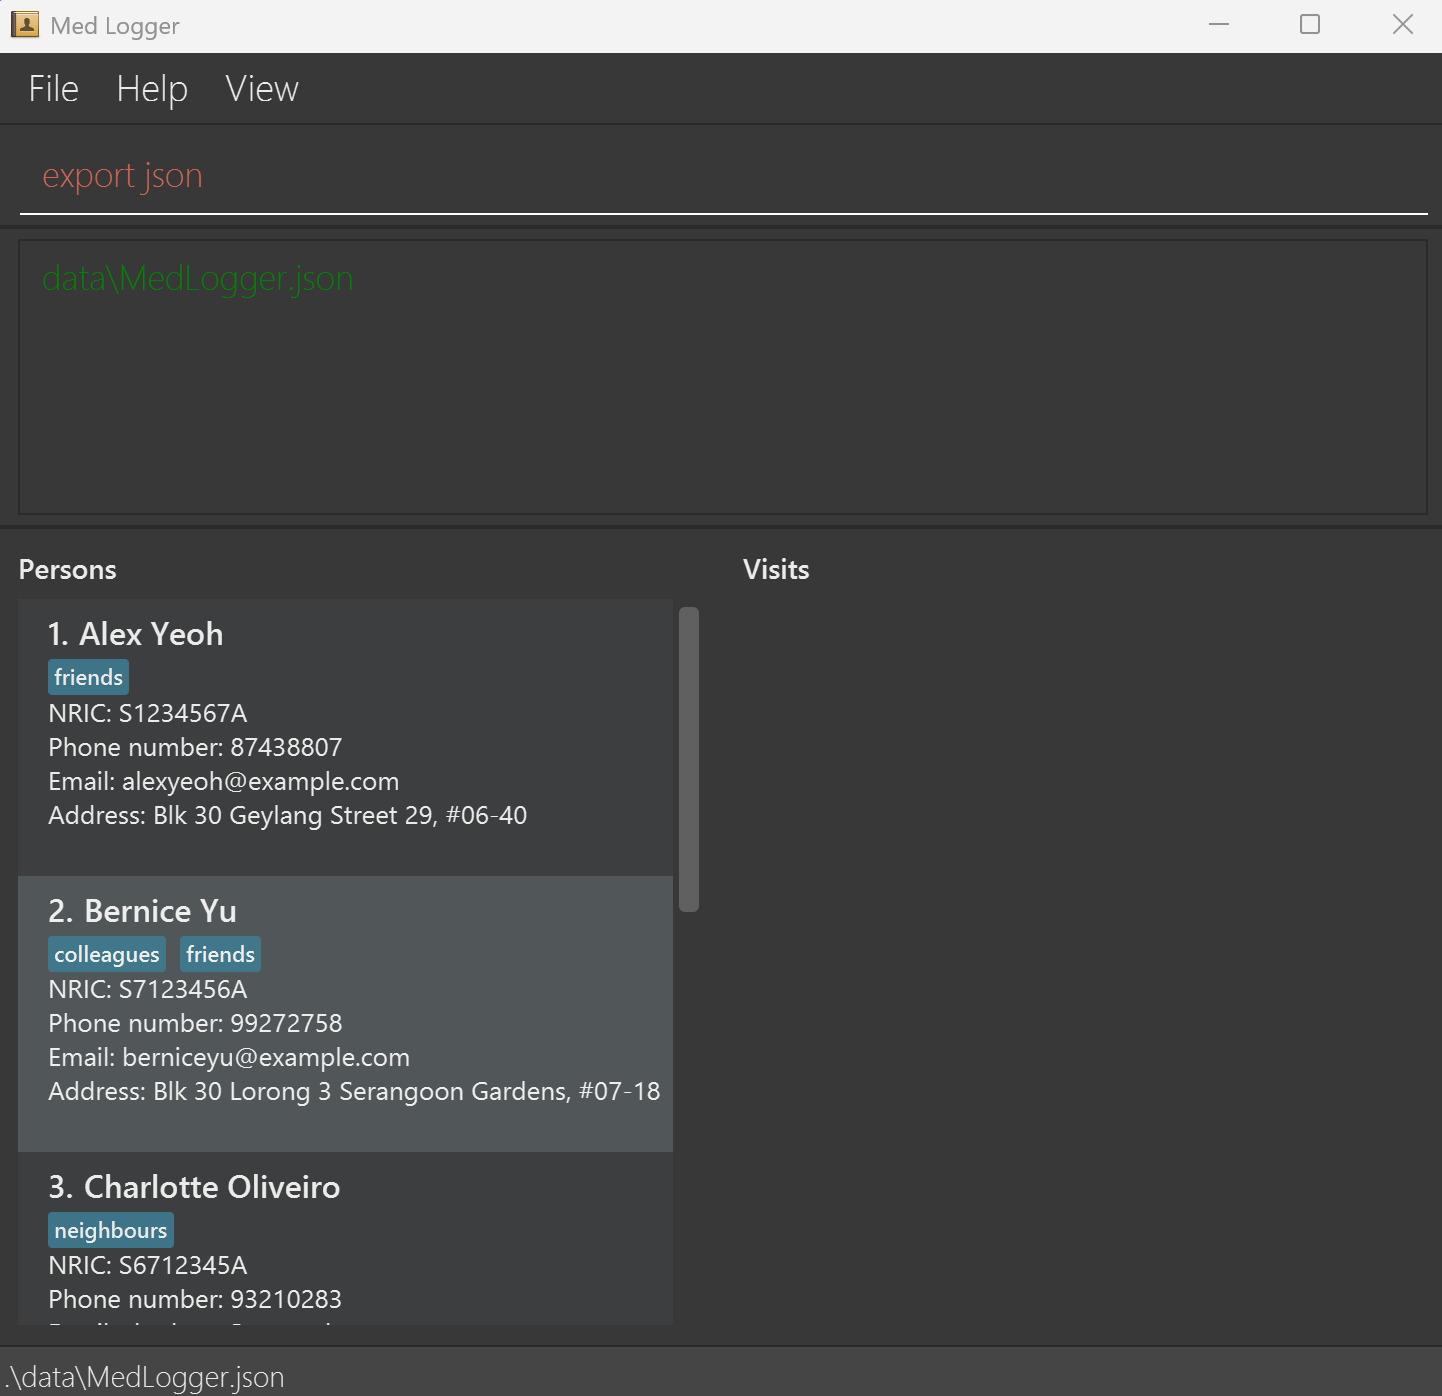 Med Logger
File Help View
export json
data\MedLogger.json
Persons
Visits
1. Alex Yeoh
friends
NRIC: S1234567A
Phone number: 87438807
Email: alexyeoh@example.com
Address: Blk 30 Geylang Street 29, #06-40
2. Bernice Yu
colleagues friends
NRIC: S7123456A
Phone number: 99272758
Email: berniceyu@example.com
Address: Blk 30 Lorong 3 Serangoon Gardens, #07-18
3. Charlotte Oliveiro
neighbours
NRIC: S6712345A
Phone number: 93210283
.\data\MedLogger.json